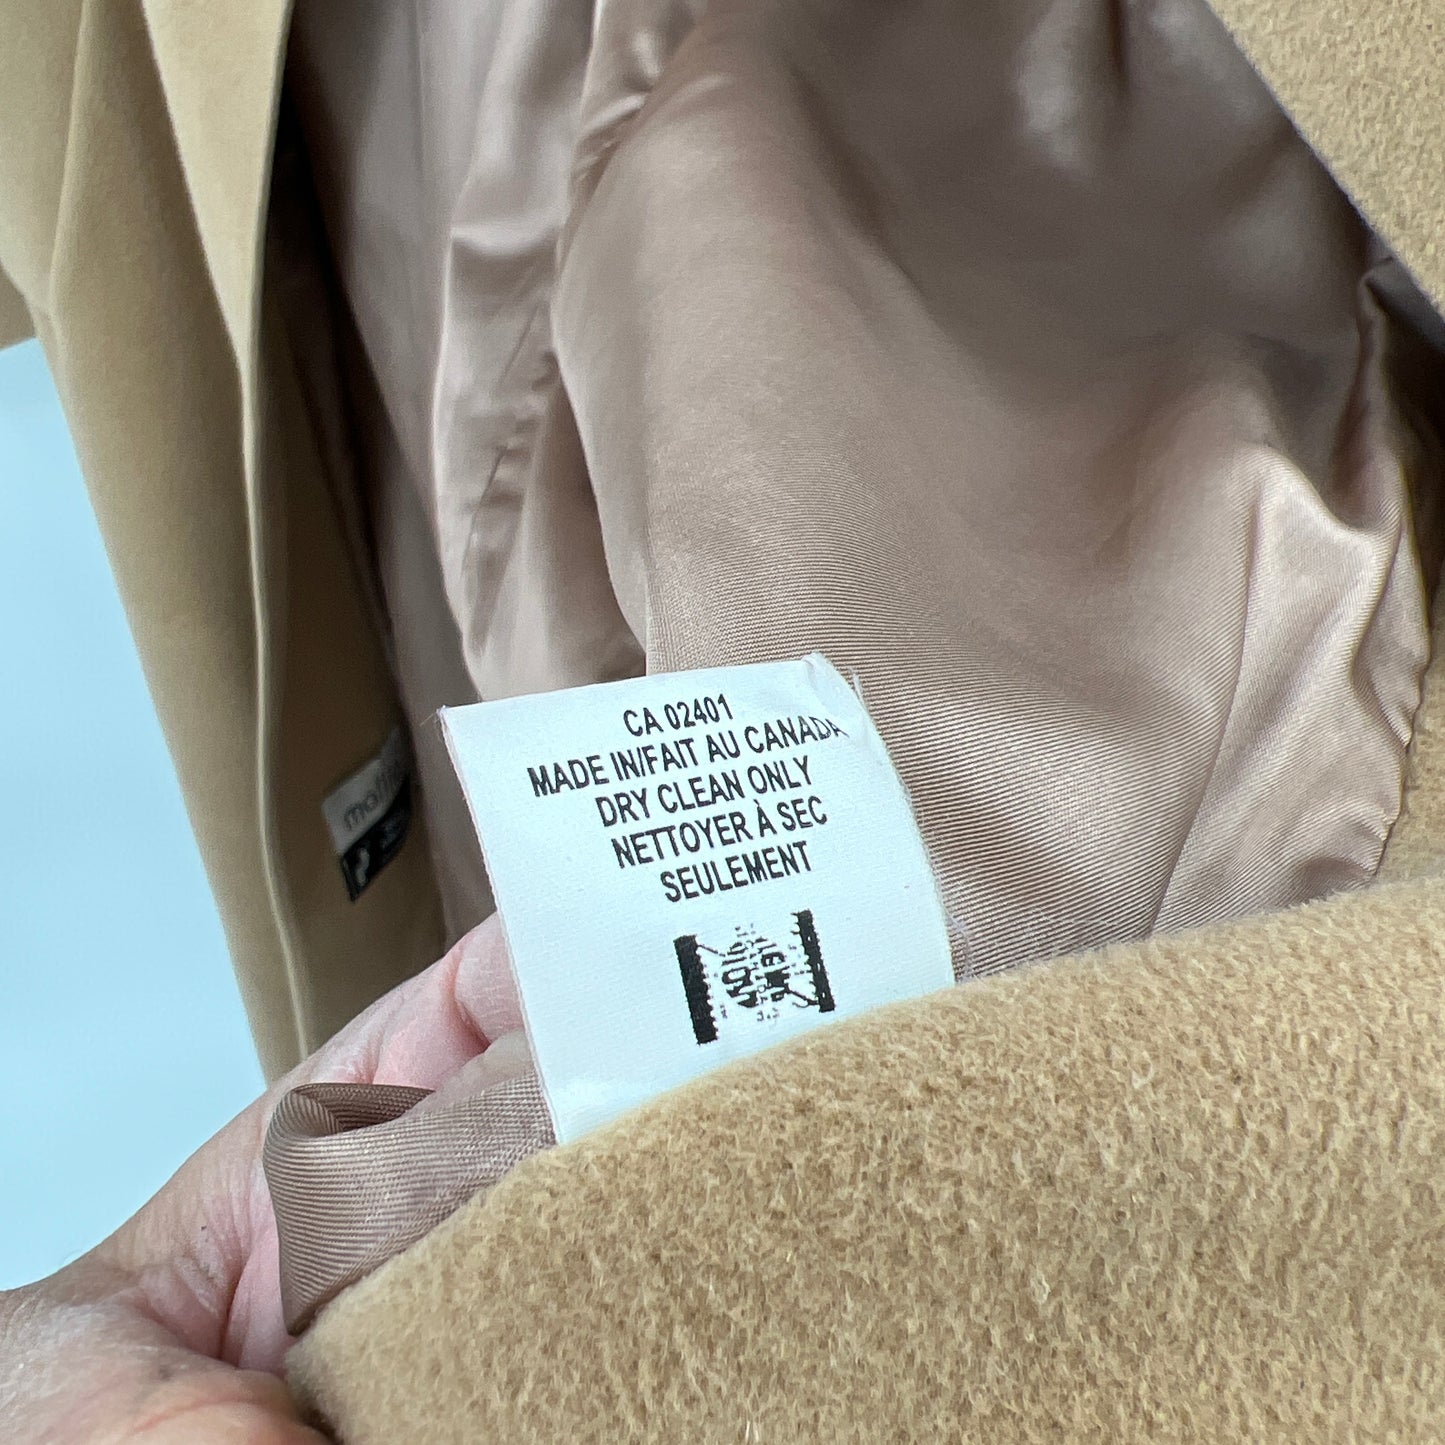 CA 02401
MADE IN/FAIT AU CANADA
DRY CLEAN ONLY
NETTOYER À SEC
SEULEMENT